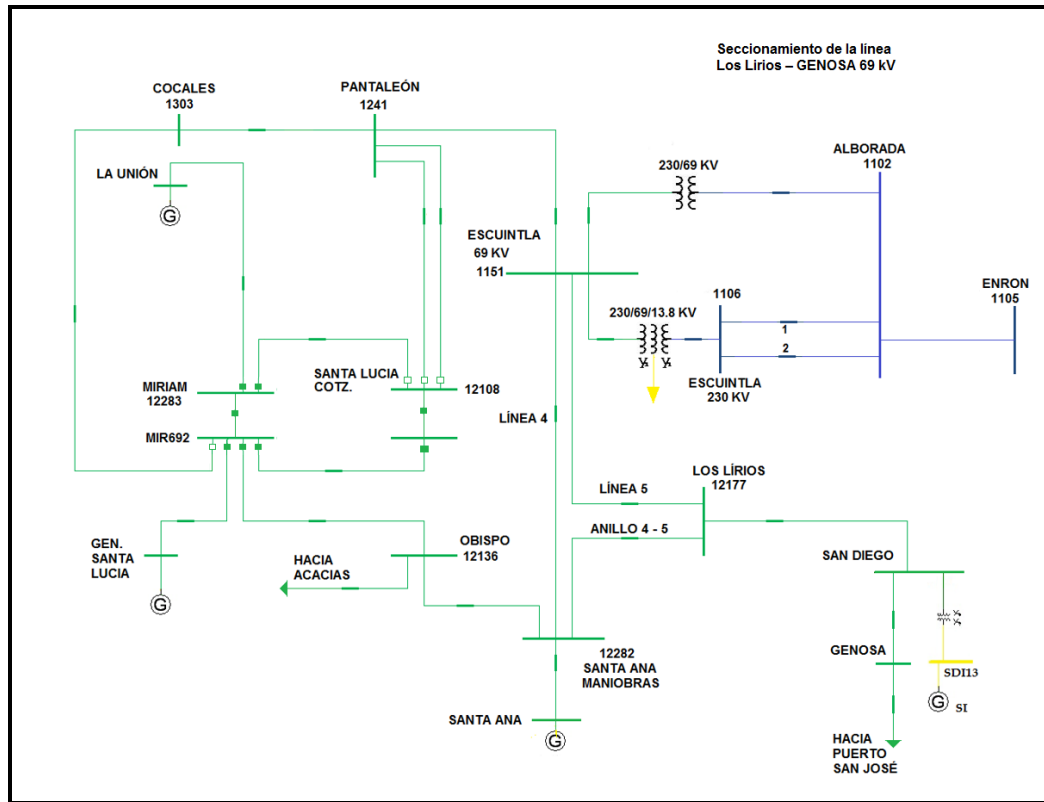 Seccionamiento de la linea
Los Lirios – GENOSA 69 kV
COCALES
1303
PANTALEÓN
1241
LA UNIÓN
G
230/69 KV
ALBORADA
1102
ESCUINTLA
69 KV
1151
ENRON
1105
1106
230/69/13.8 KV
1
2
ESCUINTLA
230 KV
MIRIAM
12283
SANTA LUCIA
COTZ.
12108
MIR692
LÍNEA 4
LOS LÍRIOS
12177
LÍNEA 5
ANILLO 4 - 5
GEN.
SANTA
LUCIA
G
HACIA
ACACIAS
OBISPO
12136
SAN DIEGO
12282
SANTA ANA
MANIOBRAS
GENOSA
SDI13
G
SI
SANTA ANA
G
HACIA
PUERTO
SAN JOSÉ